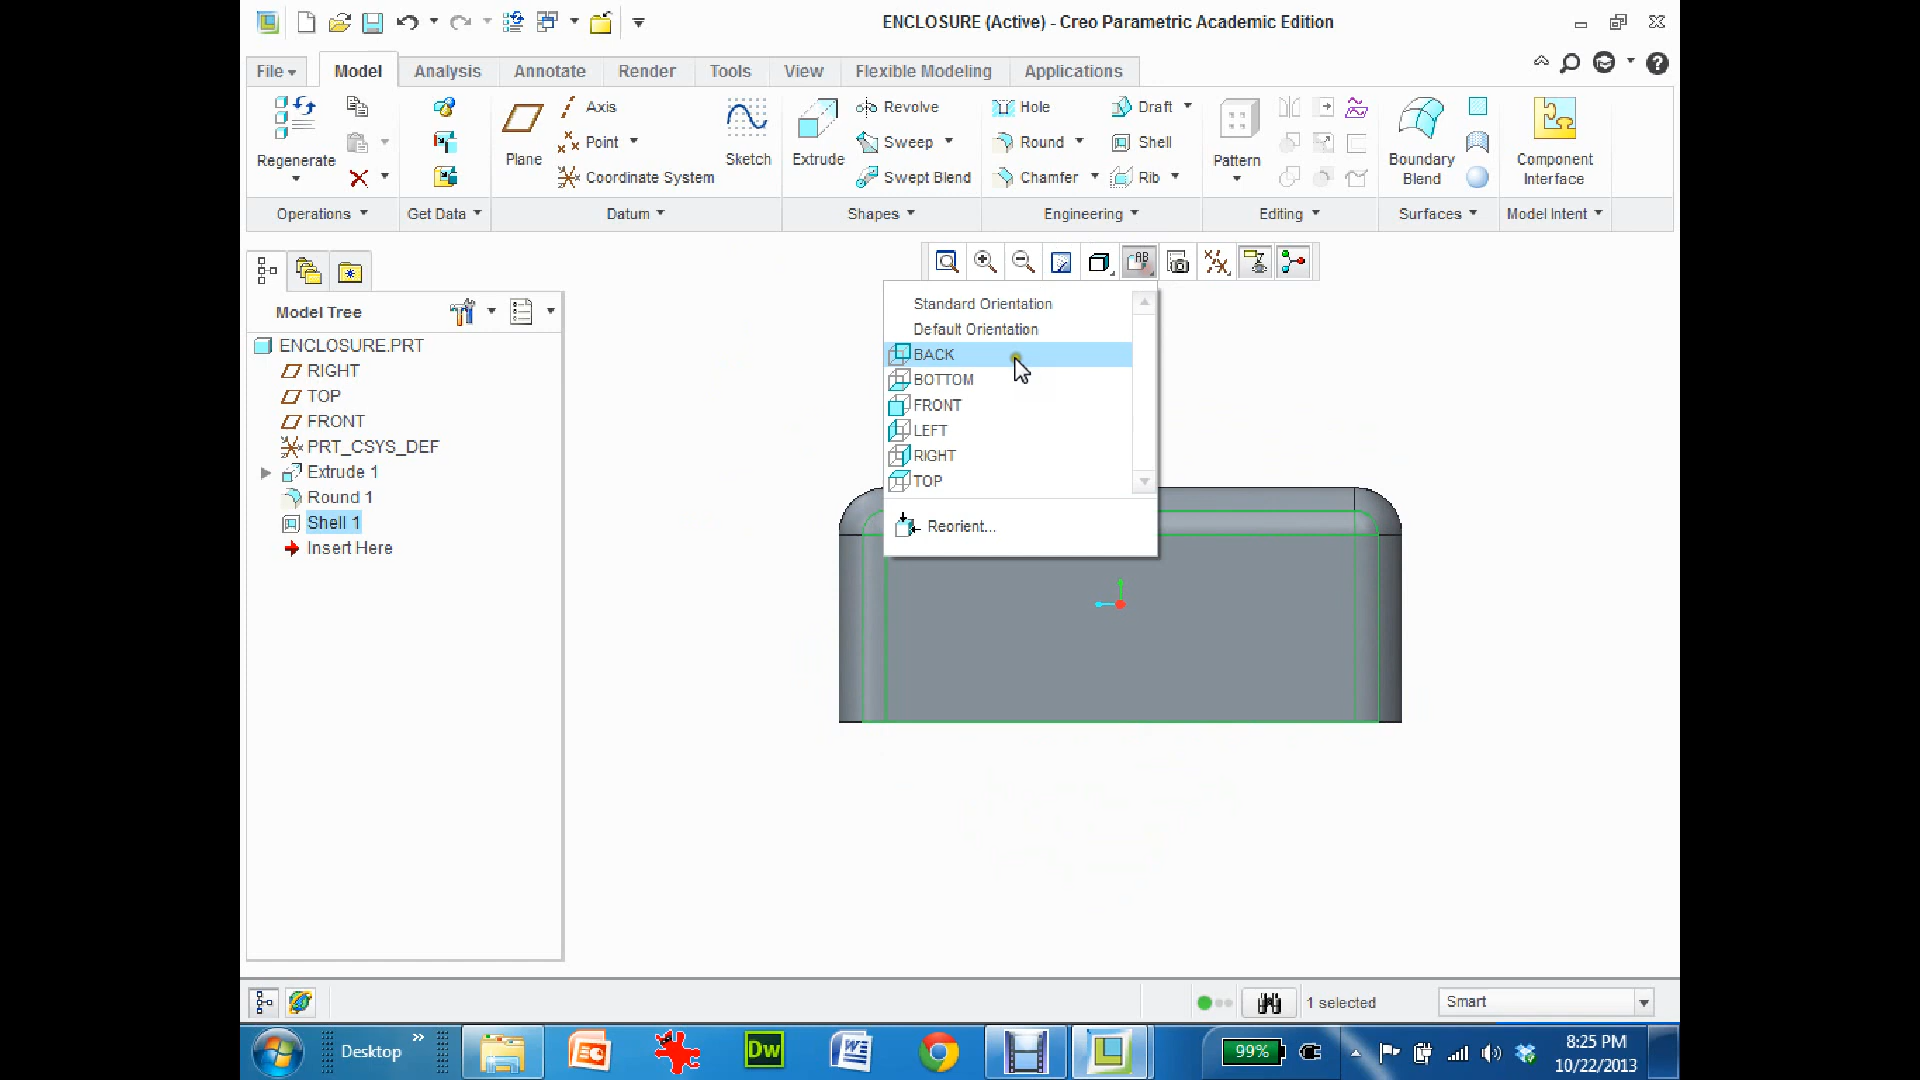 ENCLOSURE (Active) - Creo Parametric Academic Edition
File Model Analysis Annotate Render Tools View Flexible Modeling Applications
Regenerate
Plane
Axis
Point
Coordinate System
Sketch
Extrude
Revolve
Sweep
Swept Blend
Hole
Round
Chamfer
Draft
Shell
Rib
Pattern
Boundary
Blend
Component
Interface
Operations Get Data Datum Shapes Engineering Editing Surfaces Model Intent
AB
Model Tree
ENCLOSURE.PRT
RIGHT
TOP
FRONT
PRT_CSYS_DEF
Extrude 1
Round 1
Shell 1
Insert Here
Standard Orientation
Default Orientation
BACK
BOTTOM
FRONT
LEFT
RIGHT
TOP
Reorient...
1 selected
Smart
Desktop
Dw
99%
8:25 PM
10/22/2013